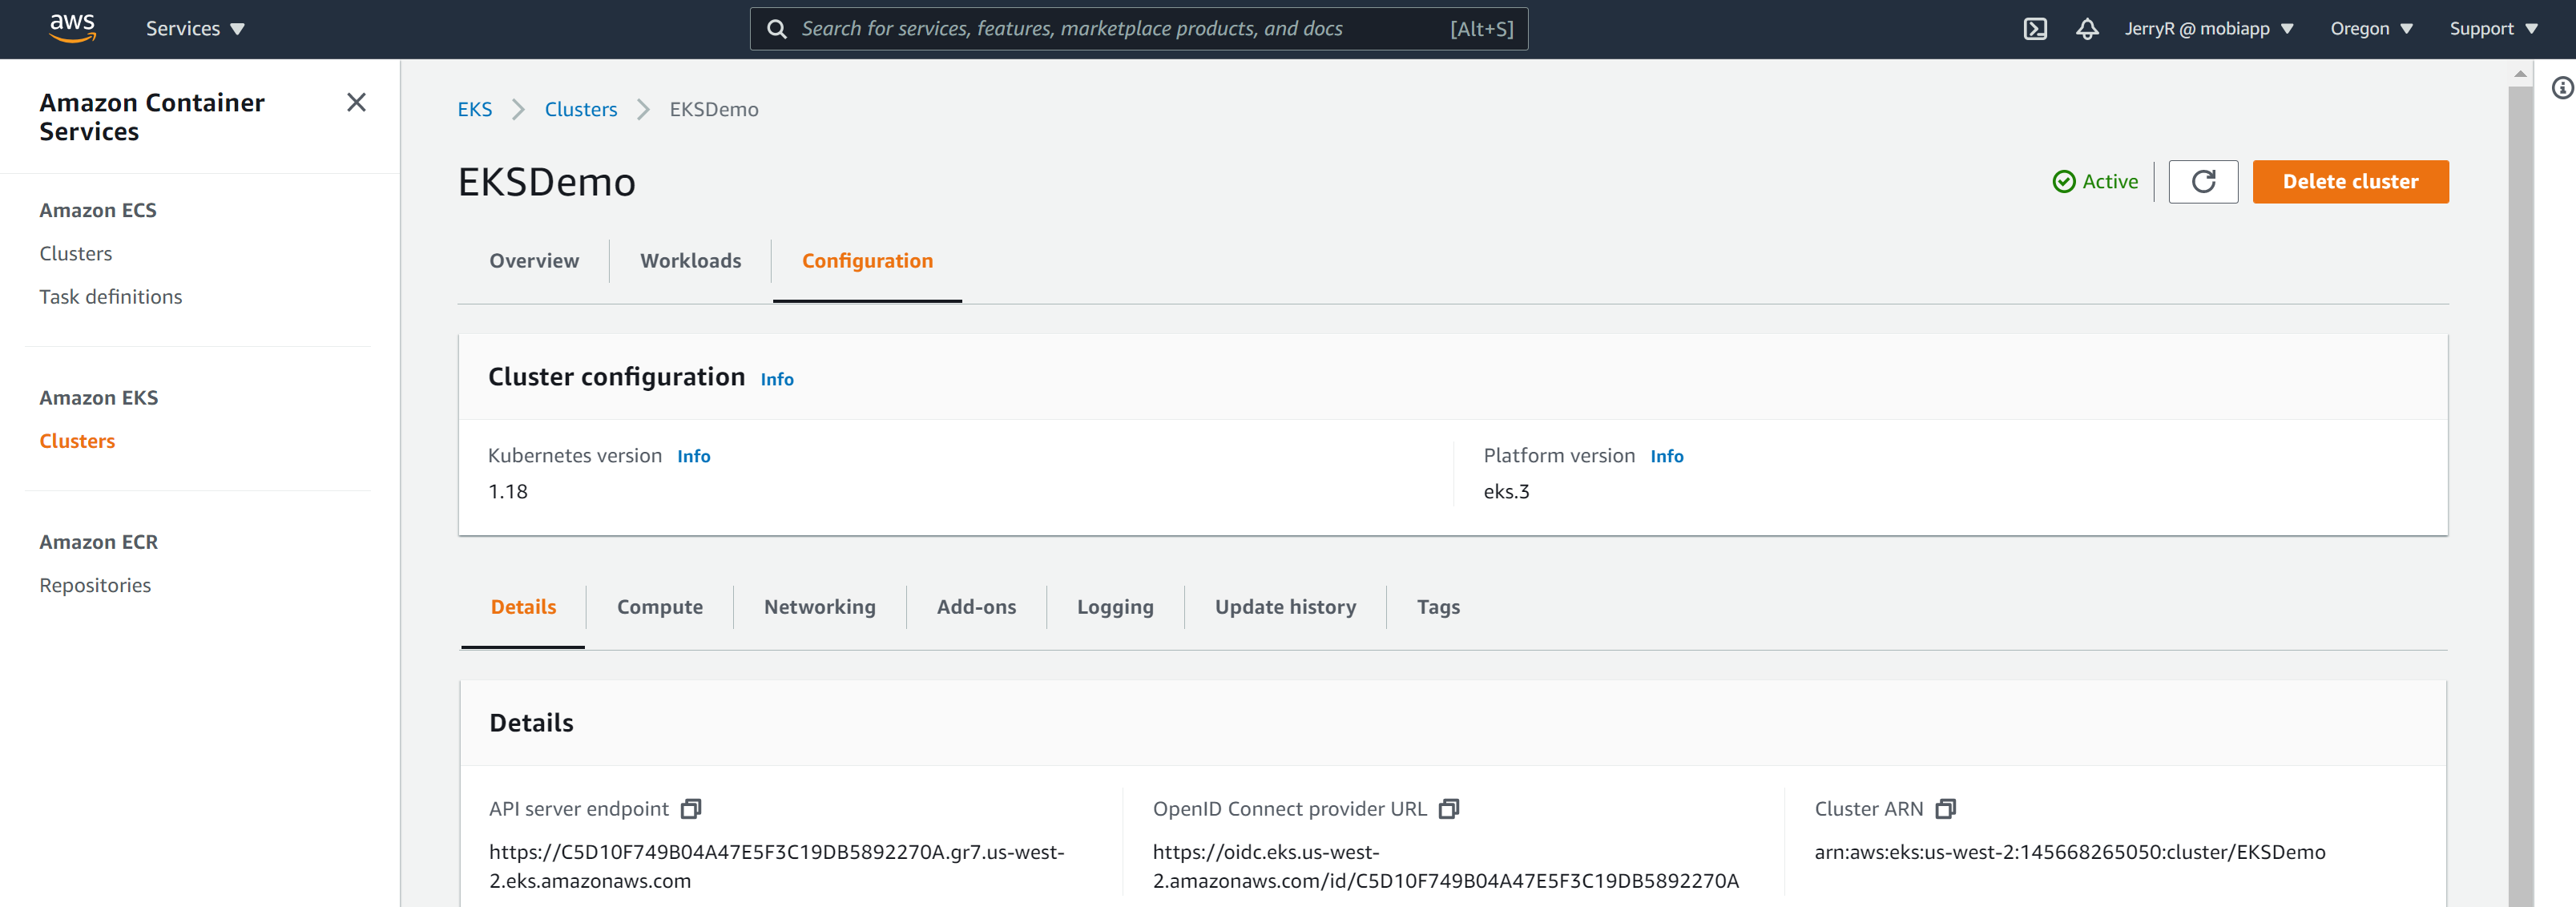 aws
Services
Search for services, features, marketplace products, and docs
[Alt+S]
JerryR @ mobiapp
Oregon
Support
Amazon Container
Services
Amazon ECS
Clusters
Task definitions
Amazon EKS
Clusters
Amazon ECR
Repositories
EKS
Clusters
EKSDemo
EKSDemo
Active
Delete cluster
Overview
Workloads
Configuration
Cluster configuration Info
Kubernetes version Info
1.18
Platform version Info
eks.3
Details
Compute
Networking
Add-ons
Logging
Update history
Tags
Details
API server endpoint
https://C5D10F749B04A47E5F3C19DB5892270A.gr7.us-west-
2.eks.amazonaws.com
OpenID Connect provider URL
https://oidc.eks.us-west-
2.amazonaws.com/id/C5D10F749B04A47E5F3C19DB5892270A
Cluster ARN
arn:aws:eks:us-west-2:145668265050:cluster/EKSDemo